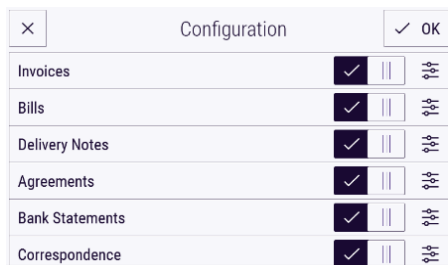 Configuration
OK
Invoices
Bills
Delivery Notes
Agreements
Bank Statements
Correspondence